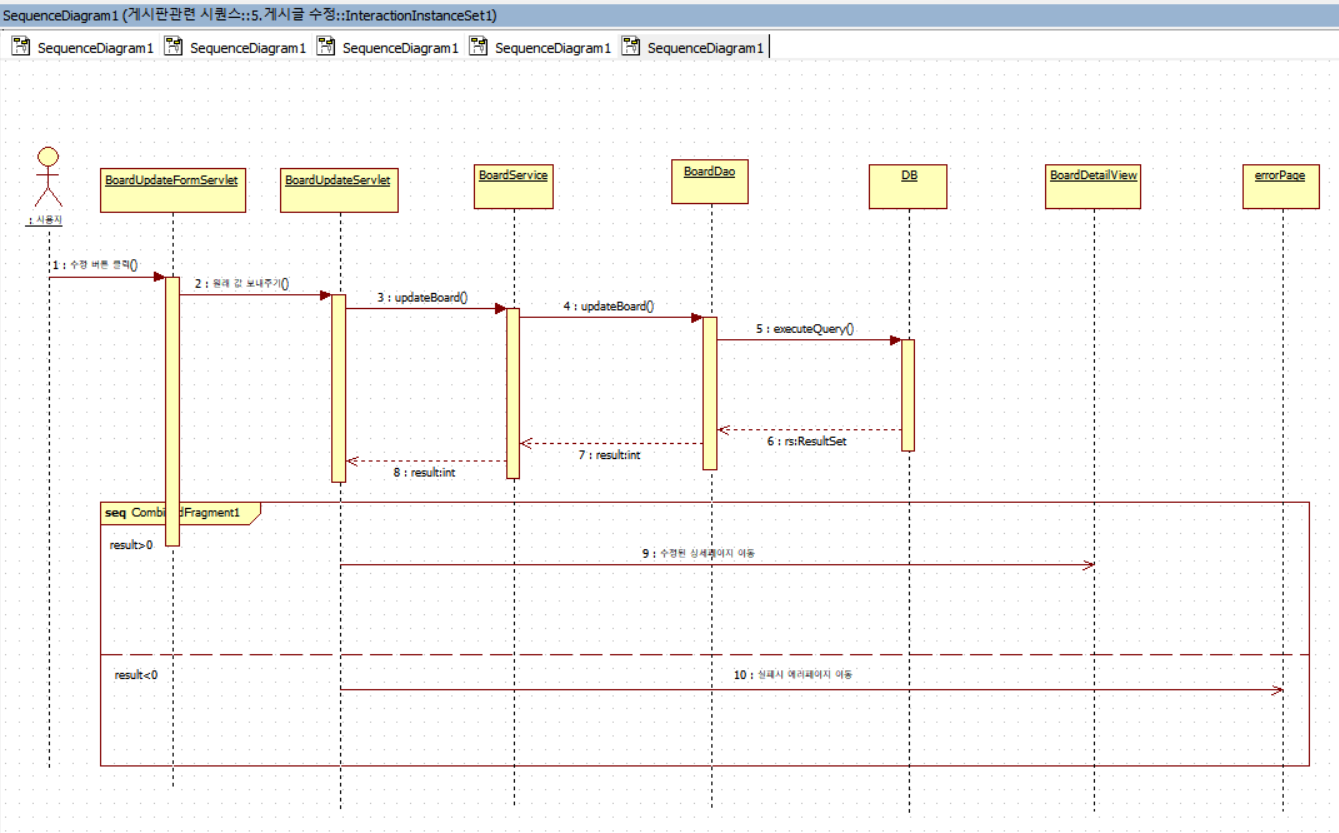 SequenceDiagram1 (게시판관련 시퀀스::5.게시글 수정::InteractionInstanceSet1)
SequenceDiagram1 SequenceDiagram1 SequenceDiagram1 SequenceDiagram1 SequenceDiagram1
: 사용자
BoardUpdateFormServlet
BoardUpdateServlet
BoardService
BoardDao
DB
BoardDetailView
errorPage
1 : 수정 버튼 클릭()
2 : 원래 값 보내주기()
3 : updateBoard()
4 : updateBoard()
5 : executeQuery()
6 : rs:ResultSet
7 : result:int
8 : result:int
seq Combi dFragment1
result>0
9 : 수정된 상세페이지 이동
result<0
10 : 실패시 에러페이지 이동